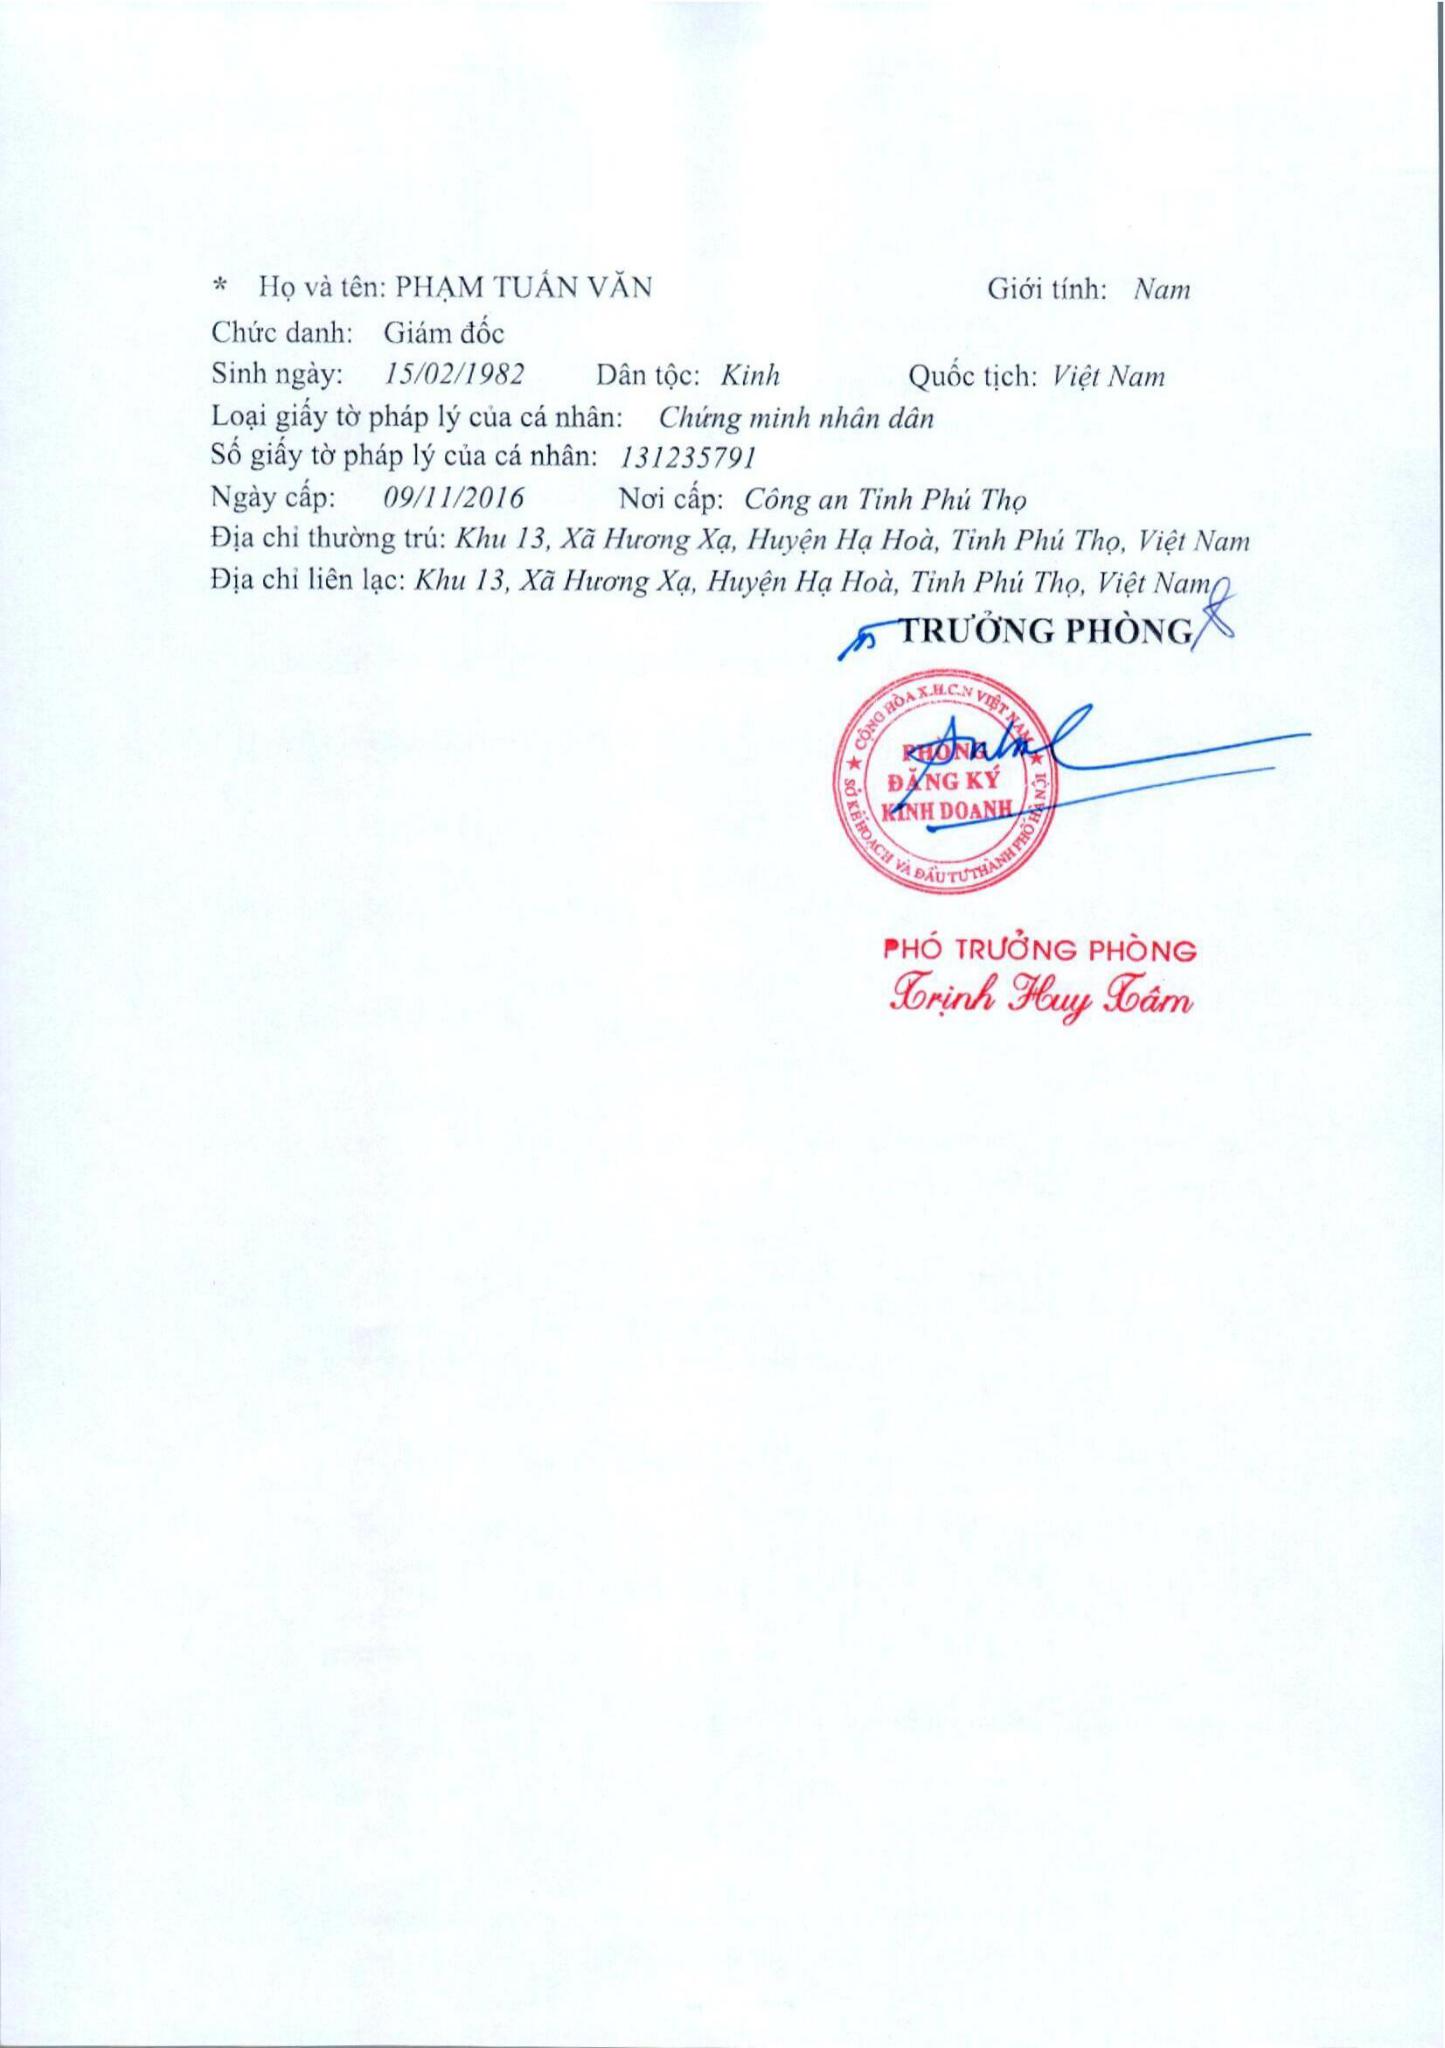 * Họ và tên: PHẠM TUẤN VĂN Giới tính: Nam
Chức danh: Giám đốc
Sinh ngày: 15/02/1982 Dân tộc: Kinh Quốc tịch: Việt Nam
Loại giấy tờ pháp lý của cá nhân: Chứng minh nhân dân
Số giấy tờ pháp lý của cá nhân: 131235791
Ngày cấp: 09/11/2016 Nơi cấp: Công an Tỉnh Phú Thọ
Địa chỉ thường trú: Khu 13, Xã Hương Xạ, Huyện Hạ Hoà, Tỉnh Phú Thọ, Việt Nam
Địa chỉ liên lạc: Khu 13, Xã Hương Xạ, Huyện Hạ Hoà, Tỉnh Phú Thọ, Việt Nam
TRƯỞNG PHÒNG
CỘNG HÒA X.H.C.N VIỆT NAM
PHÒNG
ĐĂNG KÝ
KINH DOANH
SỞ KẾ HOẠCH VÀ ĐẦU TƯ THÀNH PHỐ HÀ NỘI
PHÓ TRƯỞNG PHÒNG
Trịnh Huy Tâm